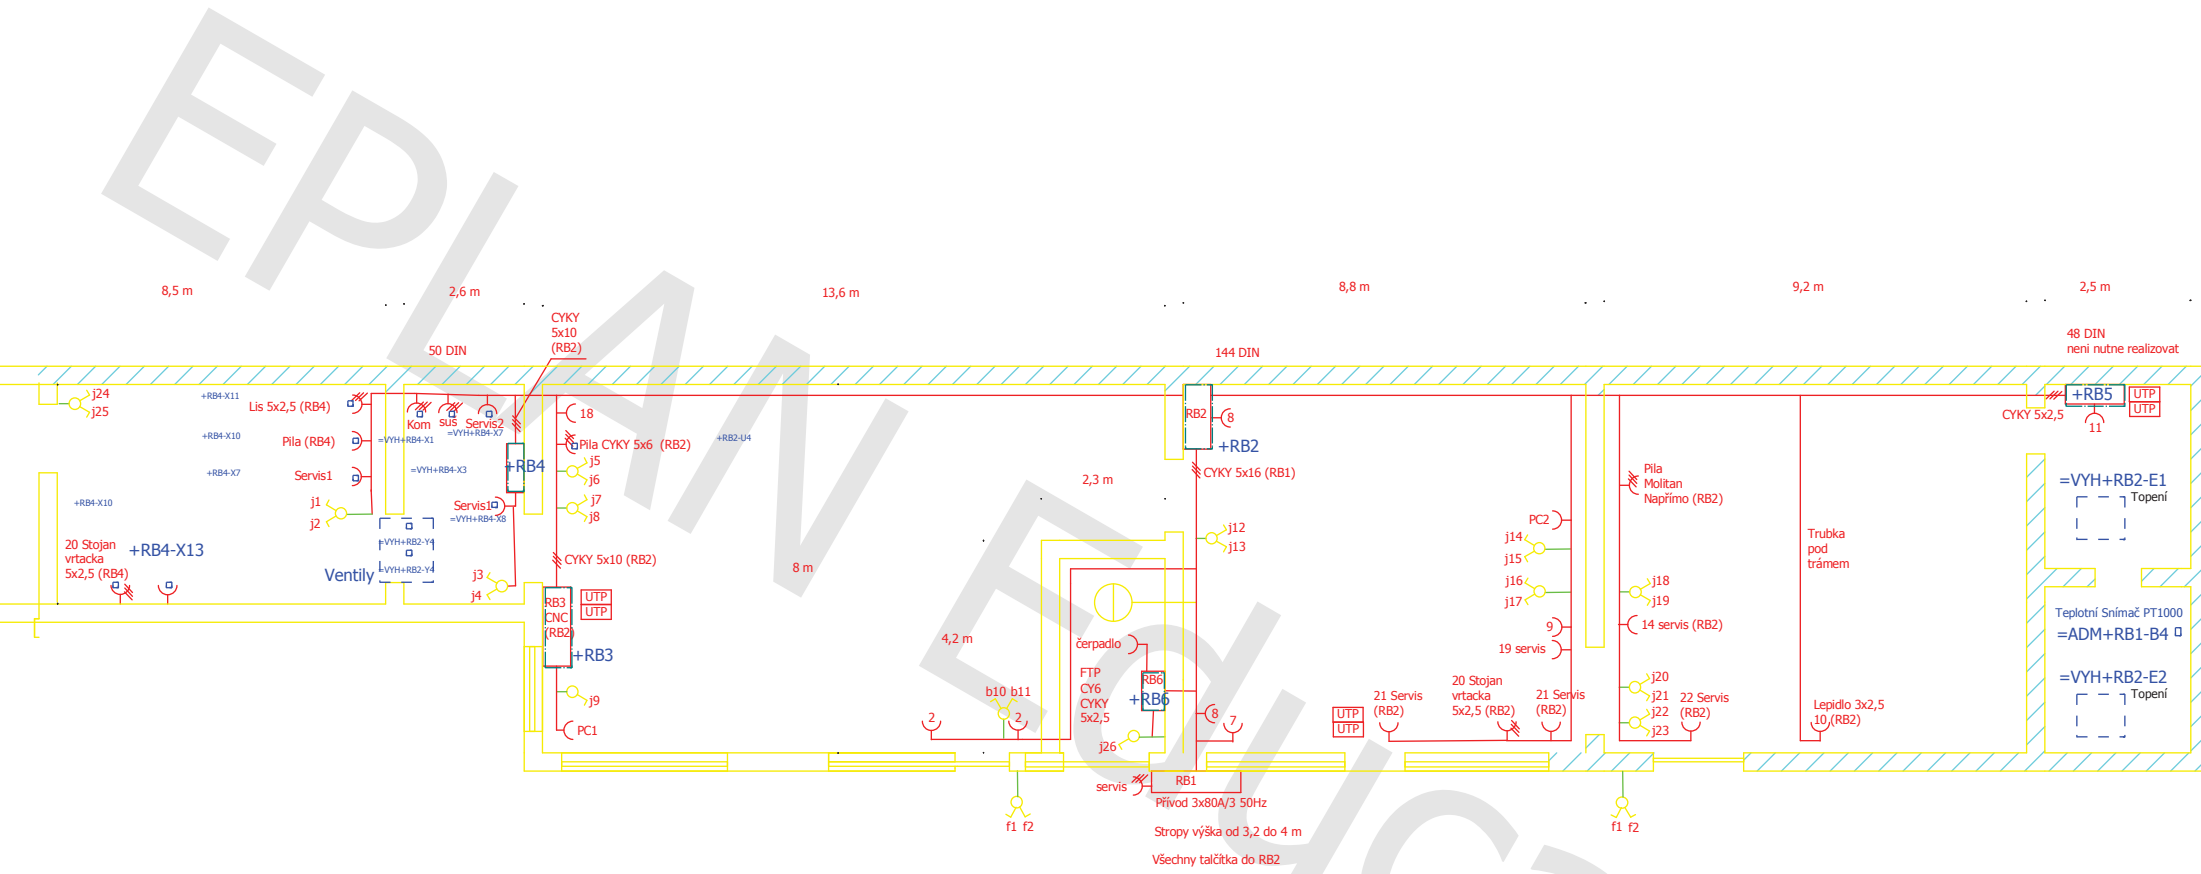 EPLAN Educa
8,5 m
2,6 m
13,6 m
8,8 m
9,2 m
2,5 m
CYKY
5x10
(RB2)
50 DIN
144 DIN
48 DIN
neni nutne realizovat
j24
j25
+RB4-X11
+RB4-X10
+RB4-X7
+RB4-X10
Lis 5x2,5 (RB4)
Pila (RB4)
Servis1
j1
j2
20 Stojan
vrtacka
5x2,5 (RB4)
+RB4-X13
Kom
sus
Servis2
=VYH+RB4-X1
=VYH+RB4-X7
=VYH+RB4-X3
+RB4
Servis1
=VYH+RB4-X8
=VYH+RB2-Y4
=VYH+RB2-Y4
Ventily
j3
j4
18
Pila CYKY 5x6 (RB2)
+RB2-U4
j5
j6
j7
j8
CYKY 5x10 (RB2)
RB3
CNC
(RB2)
UTP
UTP
+RB3
j9
PC1
8 m
4,2 m
2,3 m
RB2
8
+RB2
CYKY 5x16 (RB1)
j12
j13
čerpadlo
FTP
CY6
CYKY
5x2,5
RB6
+RB6
b10 b11
2
2
j26
8
7
servis
RB1
Přívod 3x80A/3 50Hz
Stropy výška od 3,2 do 4 m
Všechny talčítka do RB2
f1 f2
PC2
j14
j15
j16
j17
9
19 servis
UTP
UTP
21 Servis
(RB2)
20 Stojan
vrtacka
5x2,5 (RB2)
21 Servis
(RB2)
Pila
Molitan
Napřímo (RB2)
j18
j19
14 servis (RB2)
j20
j21
j22
j23
22 Servis
(RB2)
f1 f2
Trubka
pod
trámem
Lepidlo 3x2,5
10 (RB2)
+RB5
UTP
UTP
CYKY 5x2,5
11
=VYH+RB2-E1
Topení
Teplotní Snímač PT1000
=ADM+RB1-B4
=VYH+RB2-E2
Topení